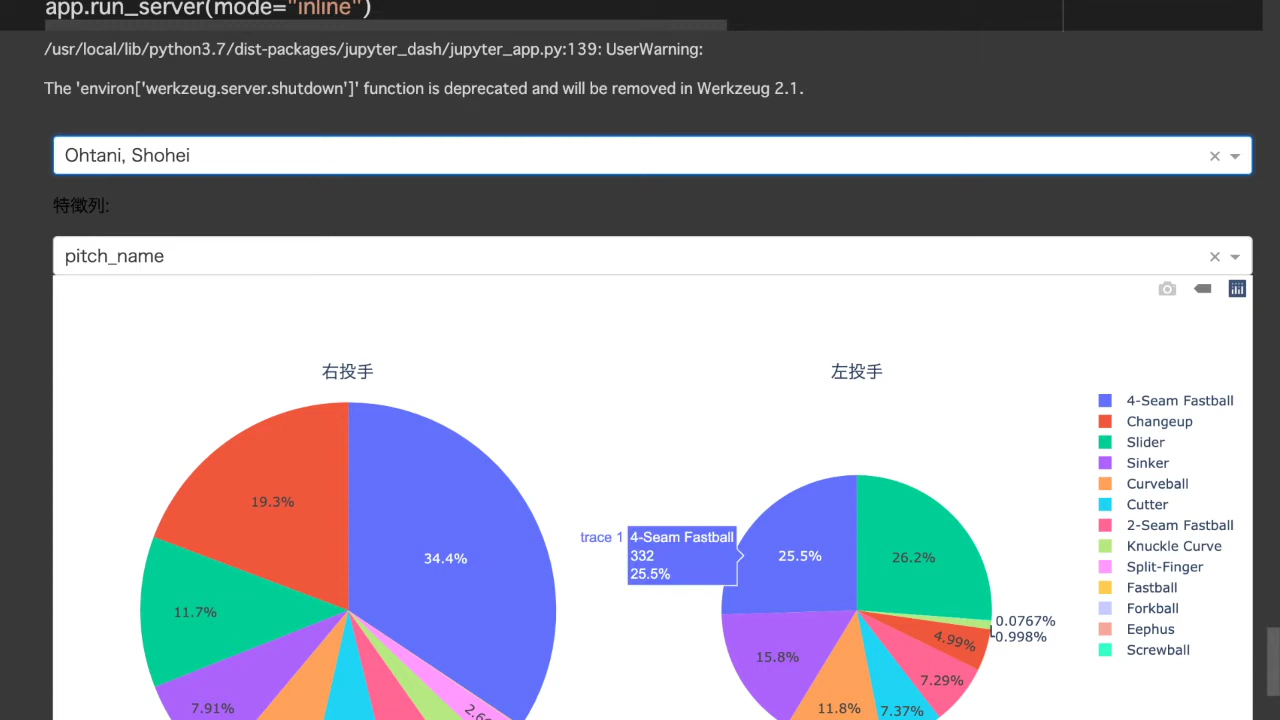 app.run_server(mode="inline")
/usr/local/lib/python3.7/dist-packages/jupyter_dash/jupyter_app.py:139: UserWarning:
The 'environ['werkzeug.server.shutdown']' function is deprecated and will be removed in Werkzeug 2.1.
Ohtani, Shohei
特徴列:
pitch_name
右投手
左投手
19.3%
34.4%
11.7%
7.91%
trace 1
4-Seam Fastball
332
25.5%
25.5%
26.2%
0.0767%
0.998%
4.99%
15.8%
7.29%
11.8%
7.37%
4-Seam Fastball
Changeup
Slider
Sinker
Curveball
Cutter
2-Seam Fastball
Knuckle Curve
Split-Finger
Fastball
Forkball
Eephus
Screwball